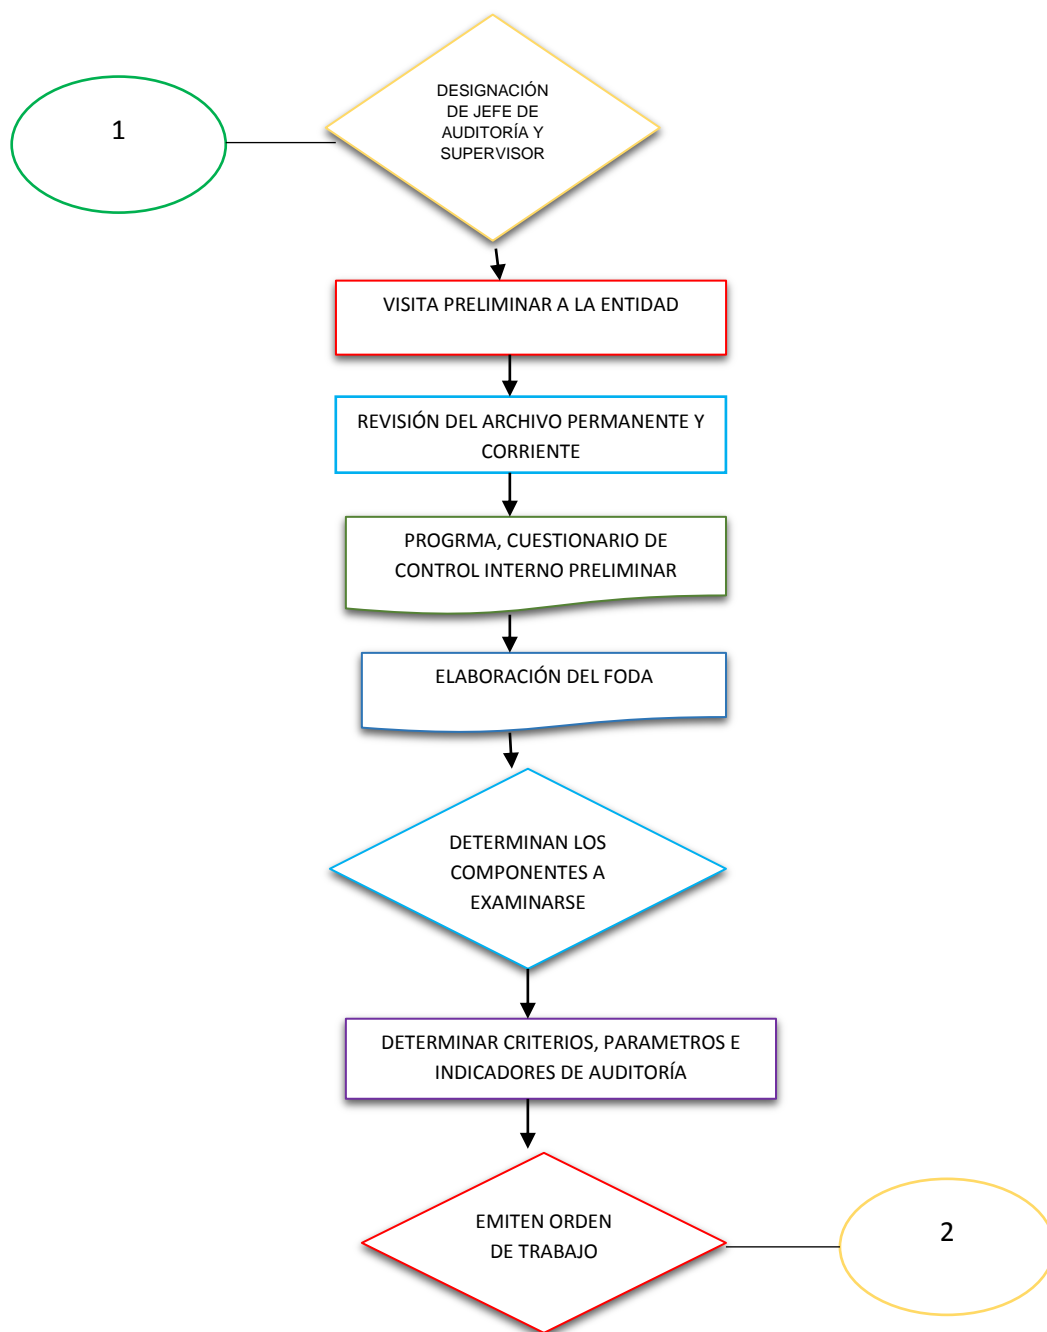 1
DESIGNACIÓN
DE JEFE DE
AUDITORÍA Y
SUPERVISOR
VISITA PRELIMINAR A LA ENTIDAD
REVISIÓN DEL ARCHIVO PERMANENTE Y
CORRIENTE
PROGRMA, CUESTIONARIO DE
CONTROL INTERNO PRELIMINAR
ELABORACIÓN DEL FODA
DETERMINAN LOS
COMPONENTES A
EXAMINARSE
DETERMINAR CRITERIOS, PARAMETROS E
INDICADORES DE AUDITORÍA
EMITEN ORDEN
DE TRABAJO
2